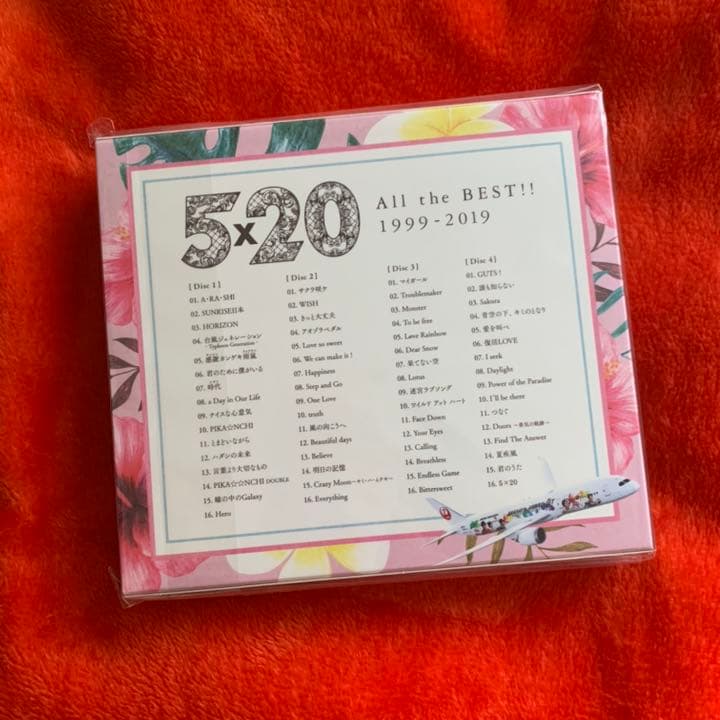 5×20
All the BEST!!
1999-2019
[Disc 1]
01. A・RA・SHI
02. SUNRISE日本
03. HORIZON
04. 台風ジェネレーション
-Typhoon Generation-
05. 感謝カンゲキ雨嵐
06. 君のために僕がいる
07. 時代
08. a Day in Our Life
09. ナイスな心意気
10. PIKA☆NCHI
11. とまどいながら
12. ハダシの未来
13. 言葉より大切なもの
14. PIKA☆☆NCHI DOUBLE
15. 瞳の中のGalaxy
16. Hero
[Disc 2]
01. サクラ咲ケ
02. WISH
03. きっと大丈夫
04. アオゾラペダル
05. Love so sweet
06. We can make it!
07. Happiness
08. Step and Go
09. One Love
10. truth
11. 風の向こうへ
12. Beautiful days
13. Believe
14. 明日の記憶
15. Crazy Moon～キミ・ハ・ムテキ～
16. Everything
[Disc 3]
01. マイガール
02. Troublemaker
03. Monster
04. To be free
05. Løve Rainbow
06. Dear Snow
07. 果てない空
08. Lotus
09. 迷宮ラブソング
10. ワイルド アット ハート
11. Face Down
12. Your Eyes
13. Calling
14. Breathless
15. Endless Game
16. Bittersweet
[Disc 4]
01. GUTS !
02. 誰も知らない
03. Sakura
04. 青空の下、キミのとなり
05. 愛を叫べ
06. 復活LOVE
07. I seek
08. Daylight
09. Power of the Paradise
10. I'll be there
11. つなぐ
12. Doors ～勇気の軌跡～
13. Find The Answer
14. 夏疾風
15. 君のうた
16. 5×20